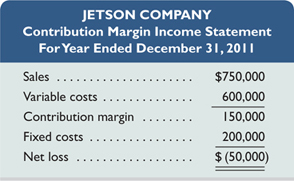 JETSON COMPANY
Contribution Margin Income Statement
For Year Ended December 31, 2011
Sales ..................... $750,000
Variable costs .............. 600,000
Contribution margin ........ 150,000
Fixed costs ................ 200,000
Net loss .................. $ (50,000)